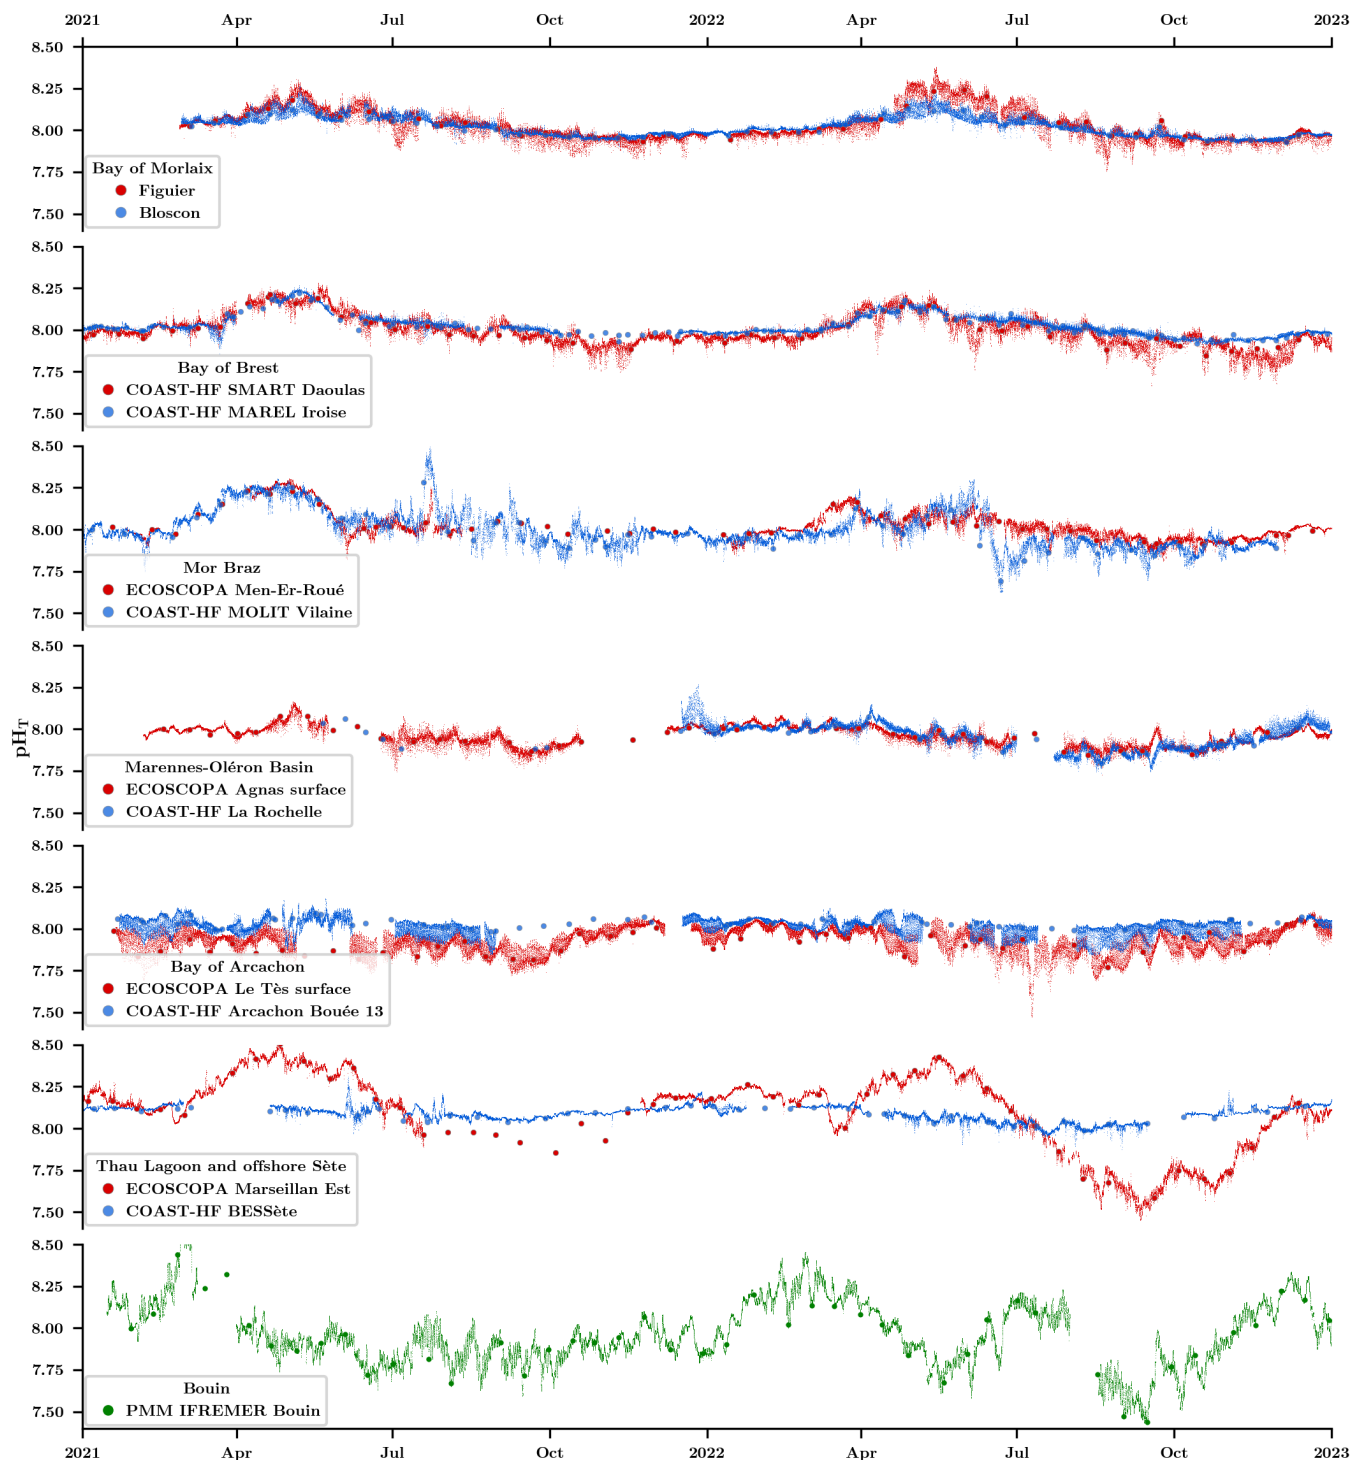 2021 Apr Jul Oct 2022 Apr Jul Oct 2023
8.50
8.25
8.00
7.75
7.50
Bay of Morlaix
Figuier
Bloscon
8.50
8.25
8.00
7.75
7.50
Bay of Brest
COAST-HF SMART Daoulas
COAST-HF MAREL Iroise
8.50
8.25
8.00
7.75
7.50
Mor Braz
ECOSCOPA Men-Er-Roué
COAST-HF MOLIT Vilaine
pH_T
8.50
8.25
8.00
7.75
7.50
Marennes-Oléron Basin
ECOSCOPA Agnas surface
COAST-HF La Rochelle
8.50
8.25
8.00
7.75
7.50
Bay of Arcachon
ECOSCOPA Le Tès surface
COAST-HF Arcachon Bouée 13
8.50
8.25
8.00
7.75
7.50
Thau Lagoon and offshore Sète
ECOSCOPA Marseillan Est
COAST-HF BESSète
8.50
8.25
8.00
7.75
7.50
Bouin
PMM IFREMER Bouin
2021 Apr Jul Oct 2022 Apr Jul Oct 2023